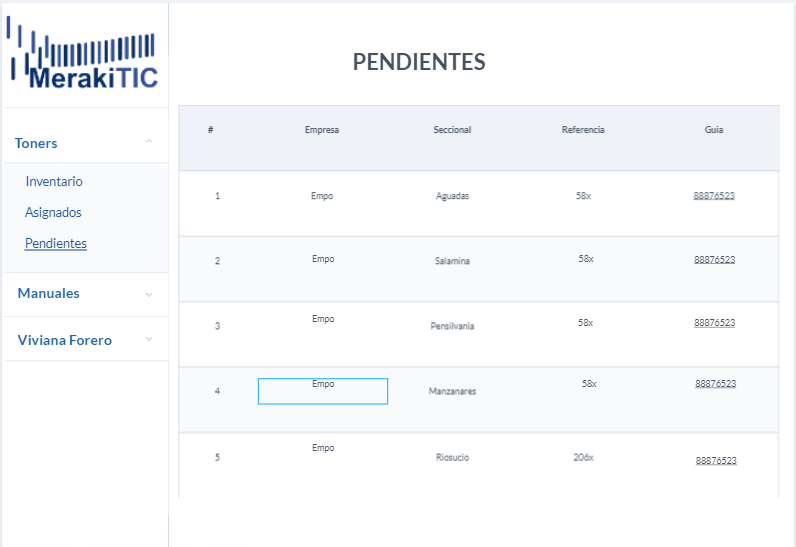 MerakiTIC
PENDIENTES
Toners
Inventario
Asignados
Pendientes
Manuales
Viviana Forero
# Empresa Seccional Referencia Guia
1 Empo Aguadas 58x 88876523
2 Empo Salamina 58x 88876523
3 Empo Pensilvania 58x 88876523
4 Empo Manzanares 58x 88876523
5 Empo Riosucio 206x 88876523